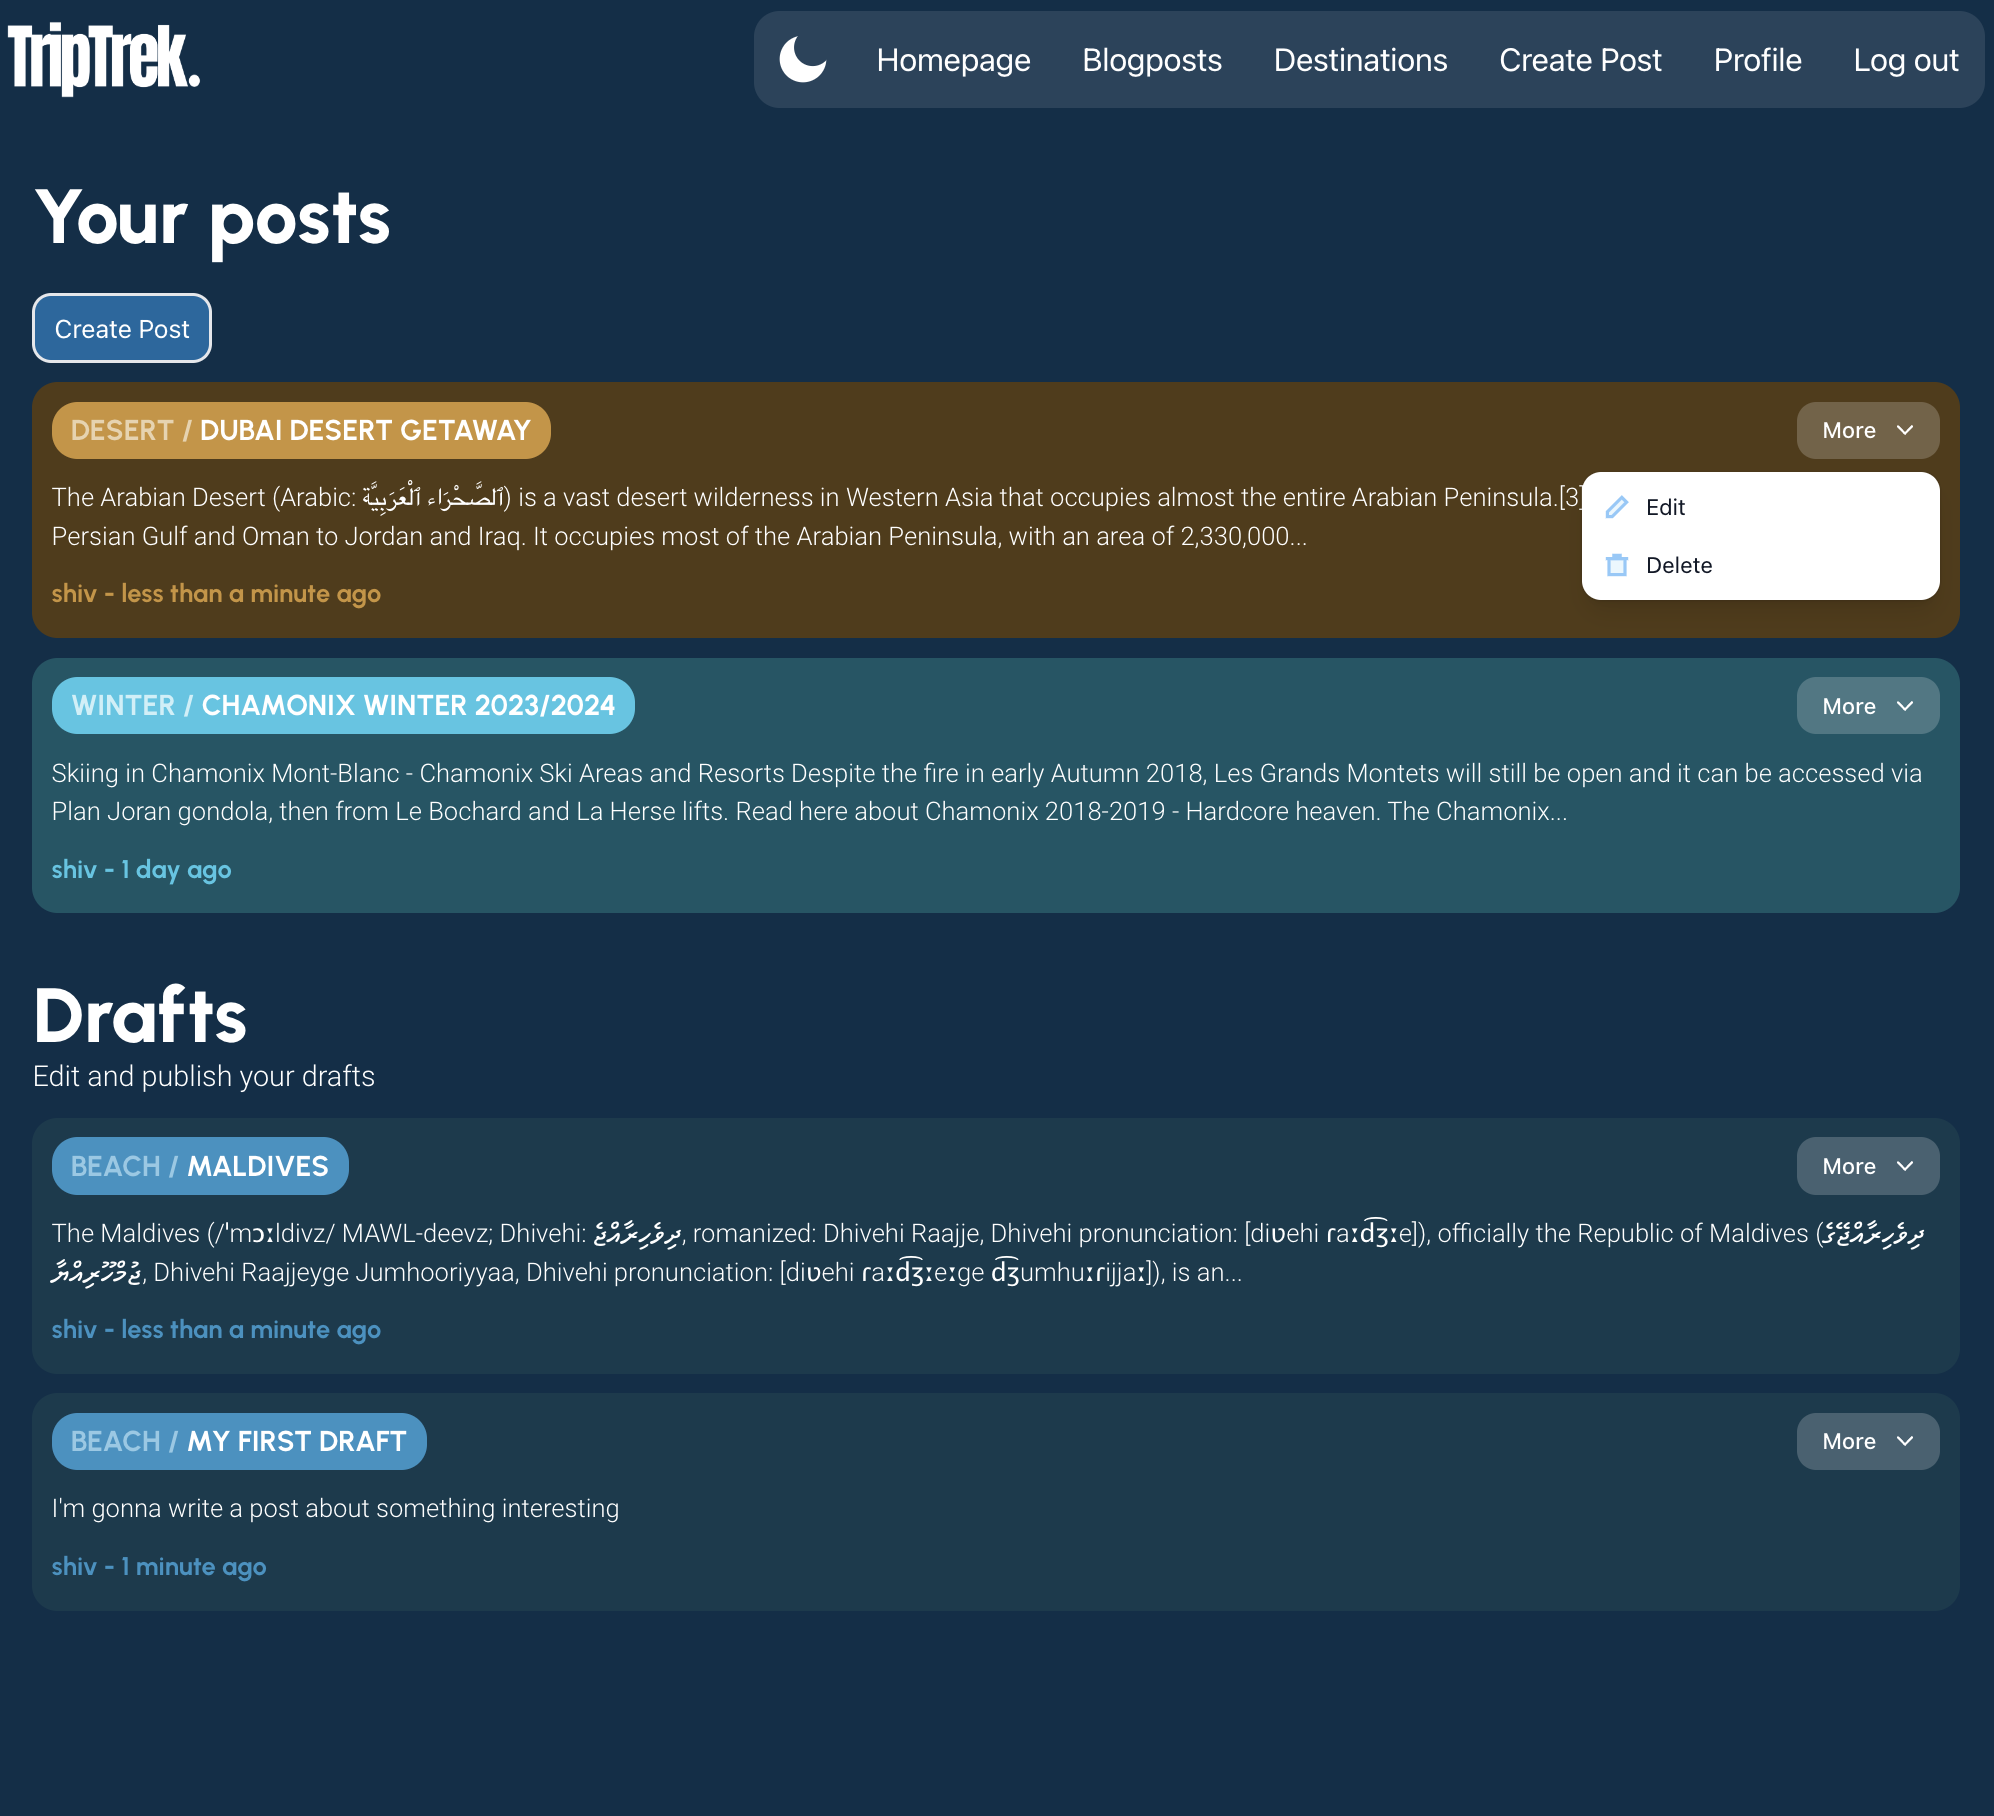 TripTrek.
Homepage Blogposts Destinations Create Post Profile Log out
Your posts
Create Post
DESERT / DUBAI DESERT GETAWAY
More
The Arabian Desert (Arabic: ٱلصَّحْرَاء ٱلْعَرَبِيَّة) is a vast desert wilderness in Western Asia that occupies almost the entire Arabian Peninsula.[3]
Persian Gulf and Oman to Jordan and Iraq. It occupies most of the Arabian Peninsula, with an area of 2,330,000...
Edit
Delete
shiv - less than a minute ago
WINTER / CHAMONIX WINTER 2023/2024
More
Skiing in Chamonix Mont-Blanc - Chamonix Ski Areas and Resorts Despite the fire in early Autumn 2018, Les Grands Montets will still be open and it can be accessed via
Plan Joran gondola, then from Le Bochard and La Herse lifts. Read here about Chamonix 2018-2019 - Hardcore heaven. The Chamonix...
shiv - 1 day ago
Drafts
Edit and publish your drafts
BEACH / MALDIVES
More
The Maldives (/ˈmɔːldivz/ MAWL-deevz; Dhivehi: ދިވެހިރާއްޖެ, romanized: Dhivehi Raajje, Dhivehi pronunciation: [diʋehi ɾaːd͡ʒːe]), officially the Republic of Maldives (ދިވެހިރާއްޖޭގެ
ޖުމްހޫރިއްޔާ, Dhivehi Raajjeyge Jumhooriyyaa, Dhivehi pronunciation: [diʋehi ɾaːd͡ʒːeːge d͡ʒumhuːɾijjaː]), is an...
shiv - less than a minute ago
BEACH / MY FIRST DRAFT
More
I'm gonna write a post about something interesting
shiv - 1 minute ago